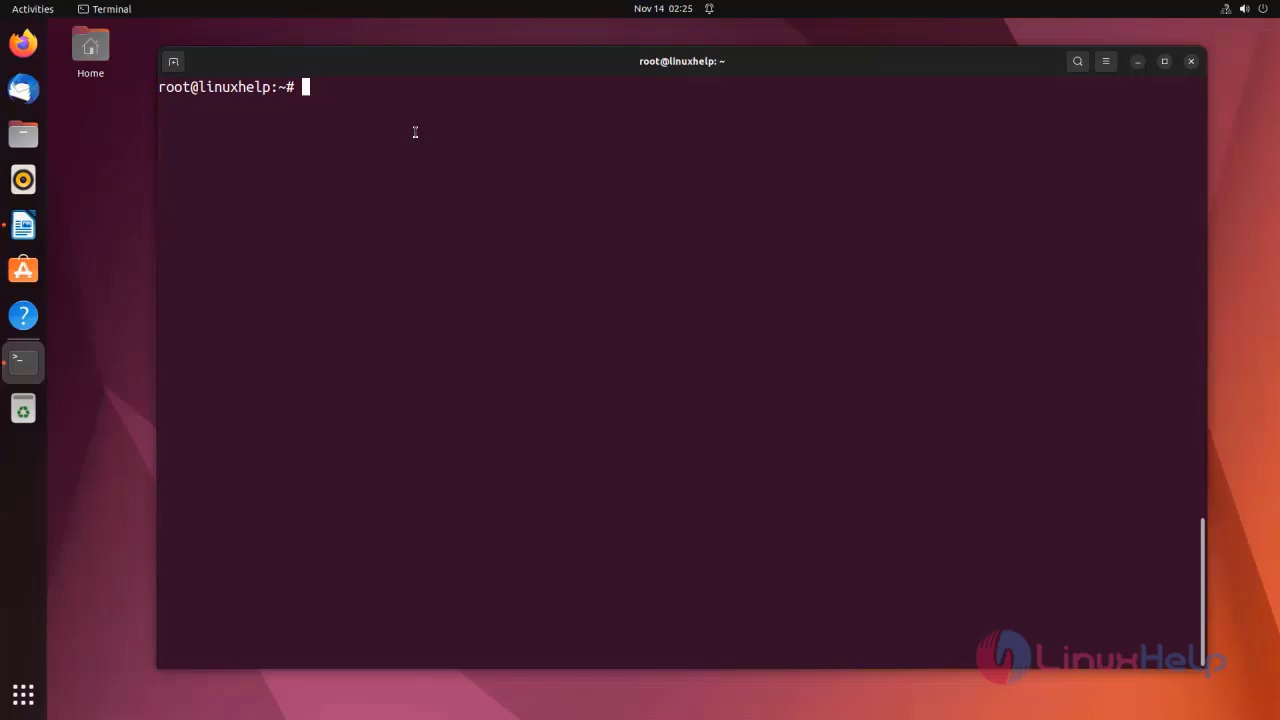 Activities
Terminal
Nov 14 02:25
Home
root@linuxhelp: ~
root@linuxhelp:~#
LinuxHelp